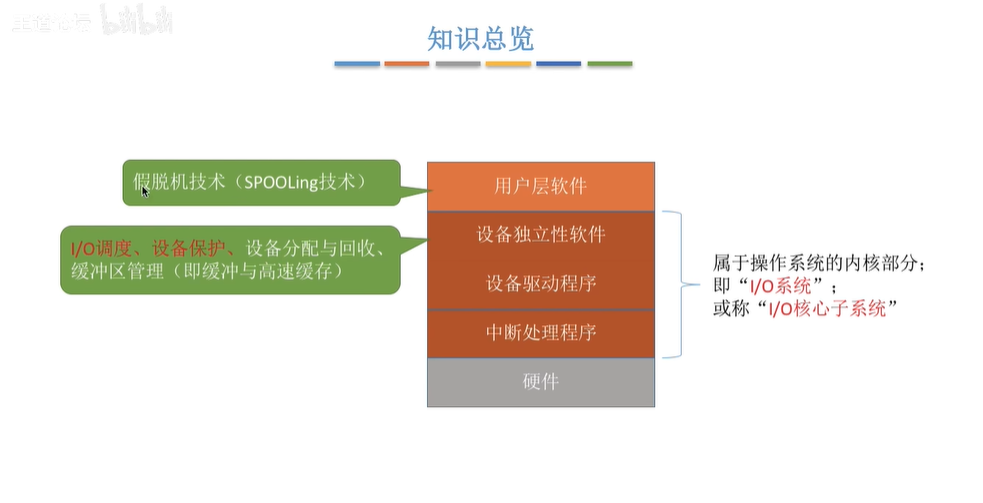 bilibili
知识总览
假脱机技术（SPOOLing技术）
I/O调度、设备保护、设备分配与回收、
缓冲区管理（即缓冲与高速缓存）
用户层软件
设备独立性软件
设备驱动程序
中断处理程序
硬件
属于操作系统的内核部分；
即“I/O系统”；
或称“I/O核心子系统”